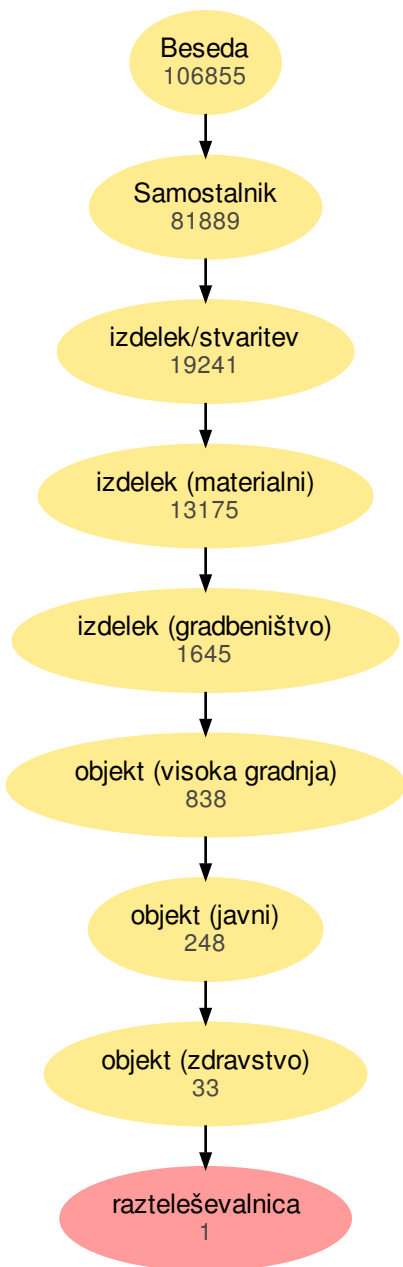 Beseda
106855
Samostalnik
81889
izdelek/stvaritev
19241
izdelek (materialni)
13175
izdelek (gradbeništvo)
1645
objekt (visoka gradnja)
838
objekt (javni)
248
objekt (zdravstvo)
33
razteleševalnica
1